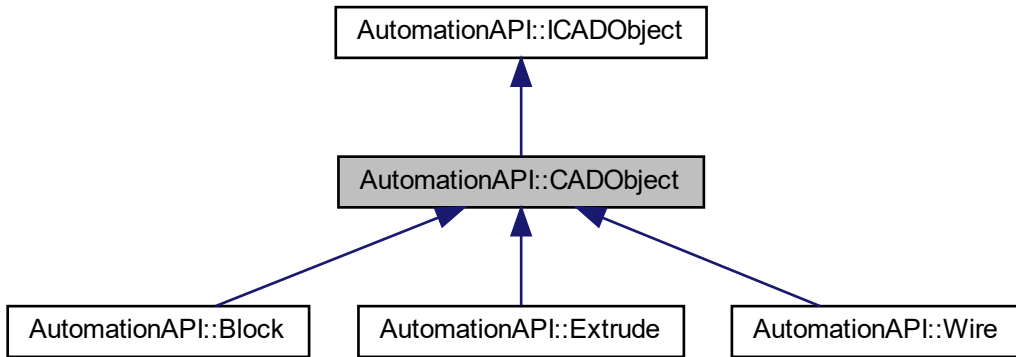 AutomationAPI::ICADObject
AutomationAPI::CADObject
AutomationAPI::Block
AutomationAPI::Extrude
AutomationAPI::Wire